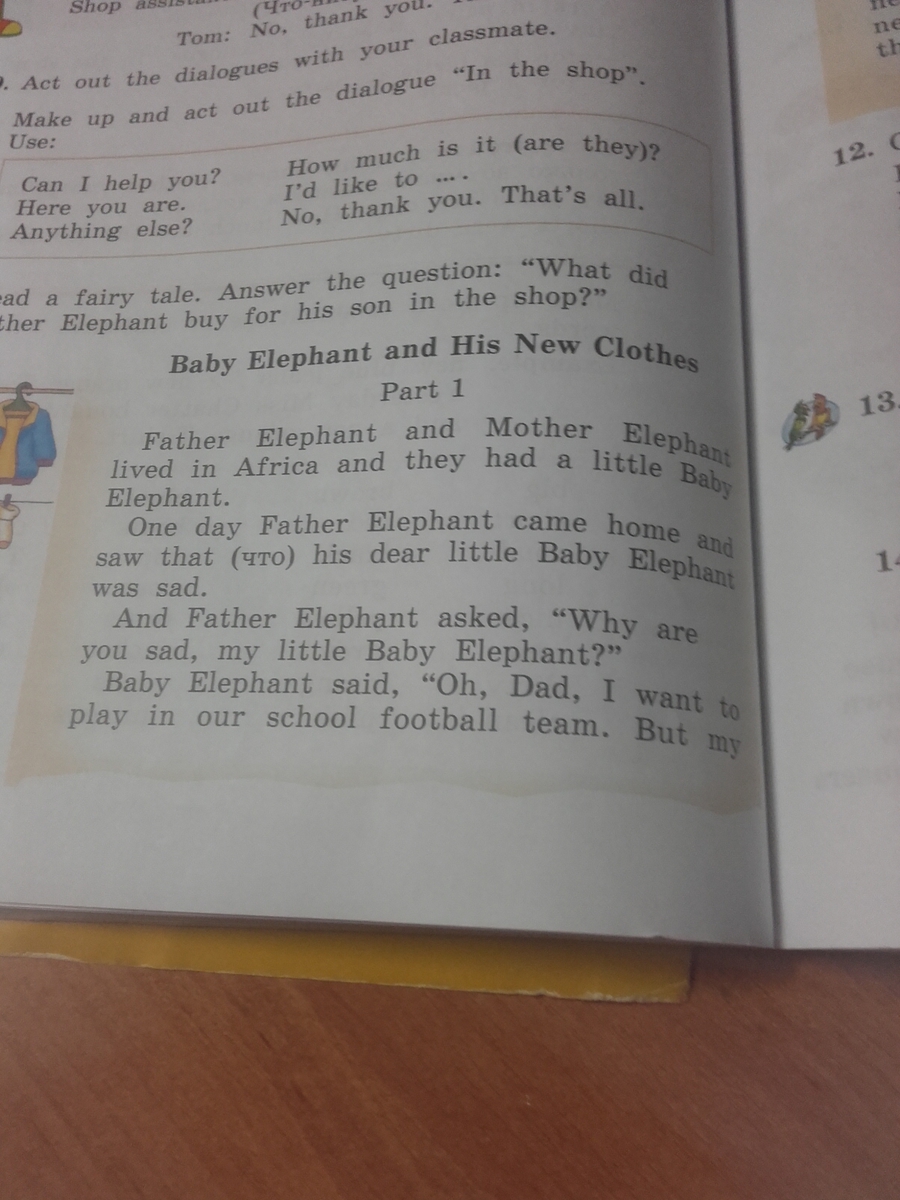 Shop
Tom: No, thank you.
9. Act out the dialogues with your classmate.
Make up and act out the dialogue “In the shop”.
Use:
Can I help you?
Here you are.
Anything else?
How much is it (are they)?
I’d like to ... .
No, thank you. That’s all.
a fairy tale. Answer the question: “What did
Elephant buy for his son in the shop?”
Baby Elephant and His New Clothes
Part 1
Father Elephant and Mother Elephant
lived in Africa and they had a little Baby
Elephant.
One day Father Elephant came home and
saw that (что) his dear little Baby Elephant
was sad.
And Father Elephant asked, “Why are
you sad, my little Baby Elephant?”
Baby Elephant said, “Oh, Dad, I want to
play in our school football team. But my
12.
13.